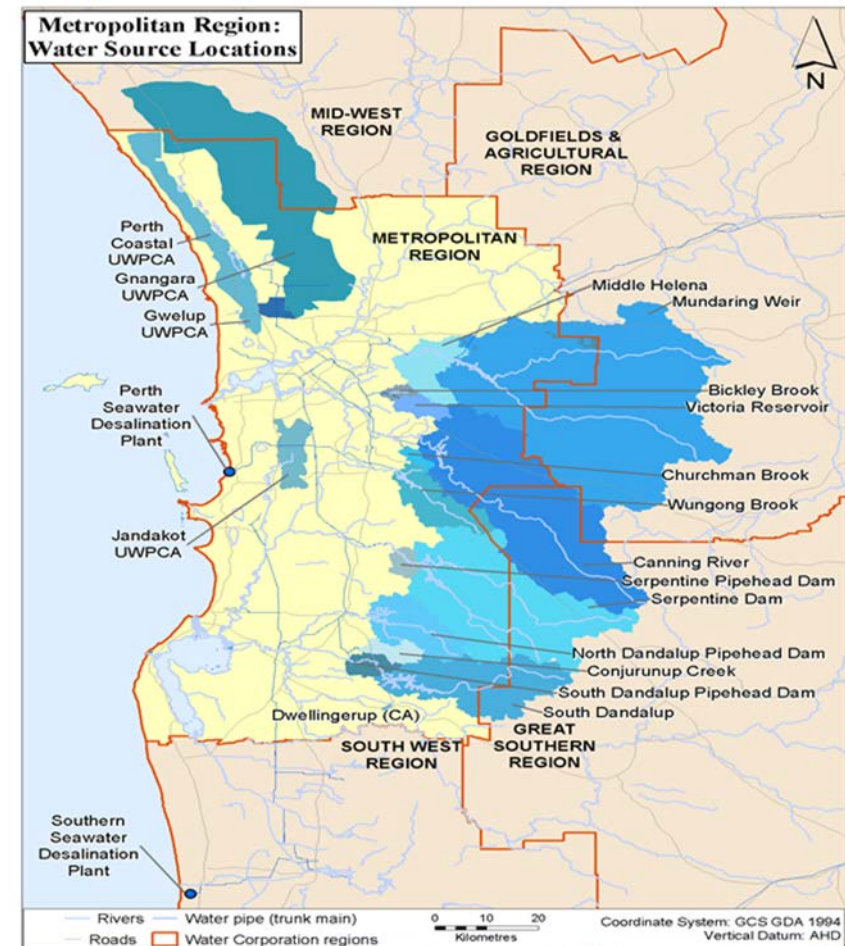 Metropolitan Region:
Water Source Locations
N
MID-WEST
REGION
GOLDFIELDS &
AGRICULTURAL
REGION
Perth
Coastal
UWPCA
METROPOLITAN
REGION
Gnangara
UWPCA
Gwelup
UWPCA
Middle Helena
Mundaring Weir
Perth
Seawater
Desalination
Plant
Bickley Brook
Victoria Reservoir
Churchman Brook
Wungong Brook
Jandakot
UWPCA
Canning River
Serpentine Pipehead Dam
Serpentine Dam
North Dandalup Pipehead Dam
Conjurunup Creek
South Dandalup Pipehead Dam
South Dandalup
Dwellingerup (CA)
SOUTH WEST
REGION
GREAT
SOUTHERN
REGION
Southern
Seawater
Desalination
Plant
Rivers
Water pipe (trunk main)
Roads
Water Corporation regions
0 10 20
Kilometres
Coordinate System: GCS GDA 1994
Vertical Datum: AHD